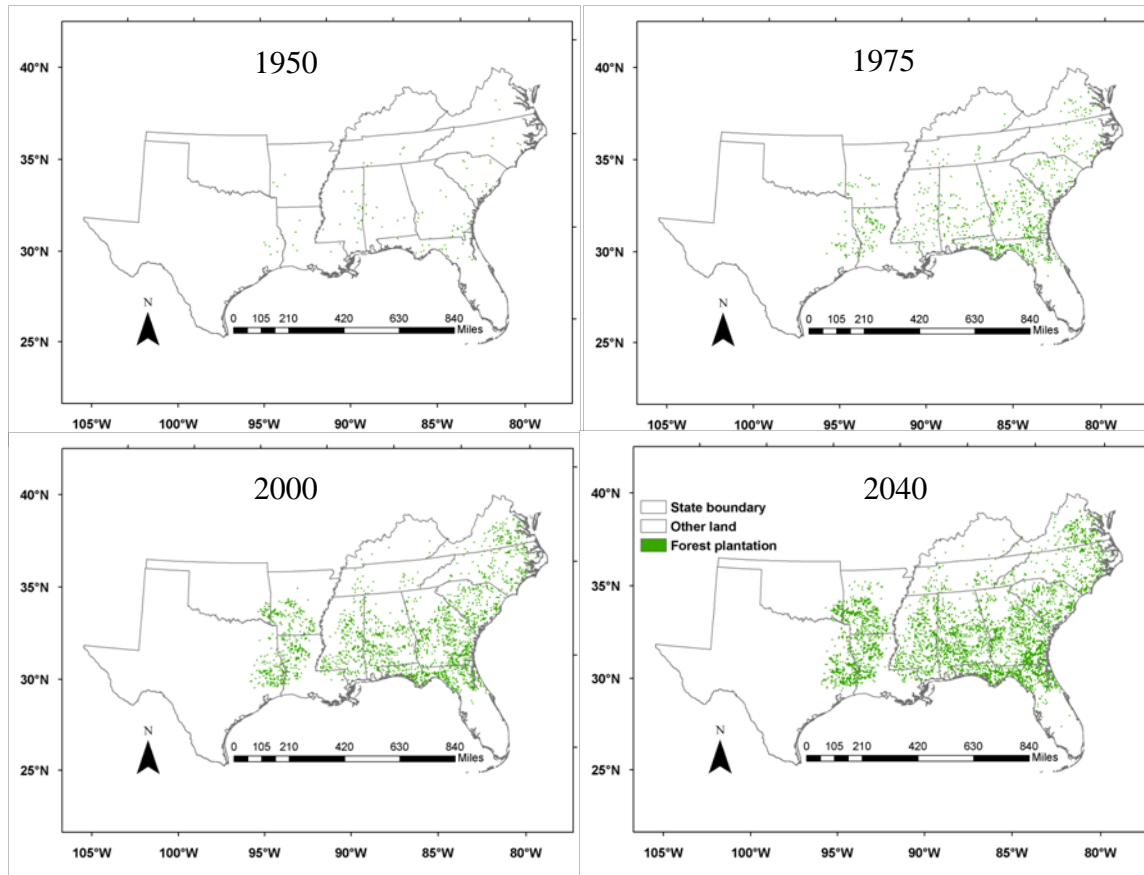 1950
40°N
35°N
30°N
25°N
N
0 105 210 420 630 840
Miles
105°W 100°W 95°W 90°W 85°W 80°W
1975
40°N
35°N
30°N
25°N
N
0 105 210 420 630 840
Miles
105°W 100°W 95°W 90°W 85°W 80°W
2000
40°N
35°N
30°N
25°N
N
0 105 210 420 630 840
Miles
105°W 100°W 95°W 90°W 85°W 80°W
2040
State boundary
Other land
Forest plantation
40°N
35°N
30°N
25°N
N
0 105 210 420 630 840
Miles
105°W 100°W 95°W 90°W 85°W 80°W